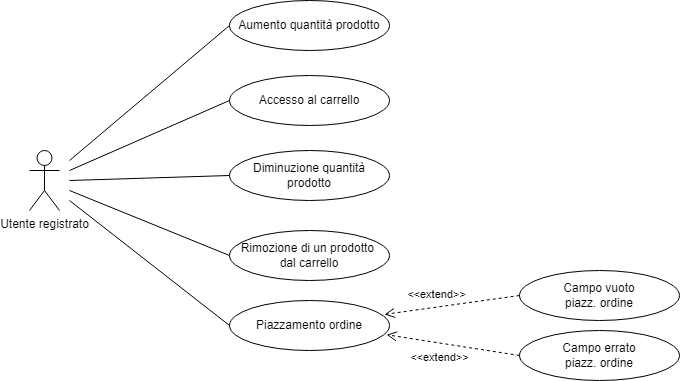 Aumento quantità prodotto
Accesso al carrello
Diminuzione quantità
prodotto
Utente registrato
Rimozione di un prodotto
dal carrello
Piazzamento ordine
<<extend>>
Campo vuoto
piazz. ordine
<<extend>>
Campo errato
piazz. ordine